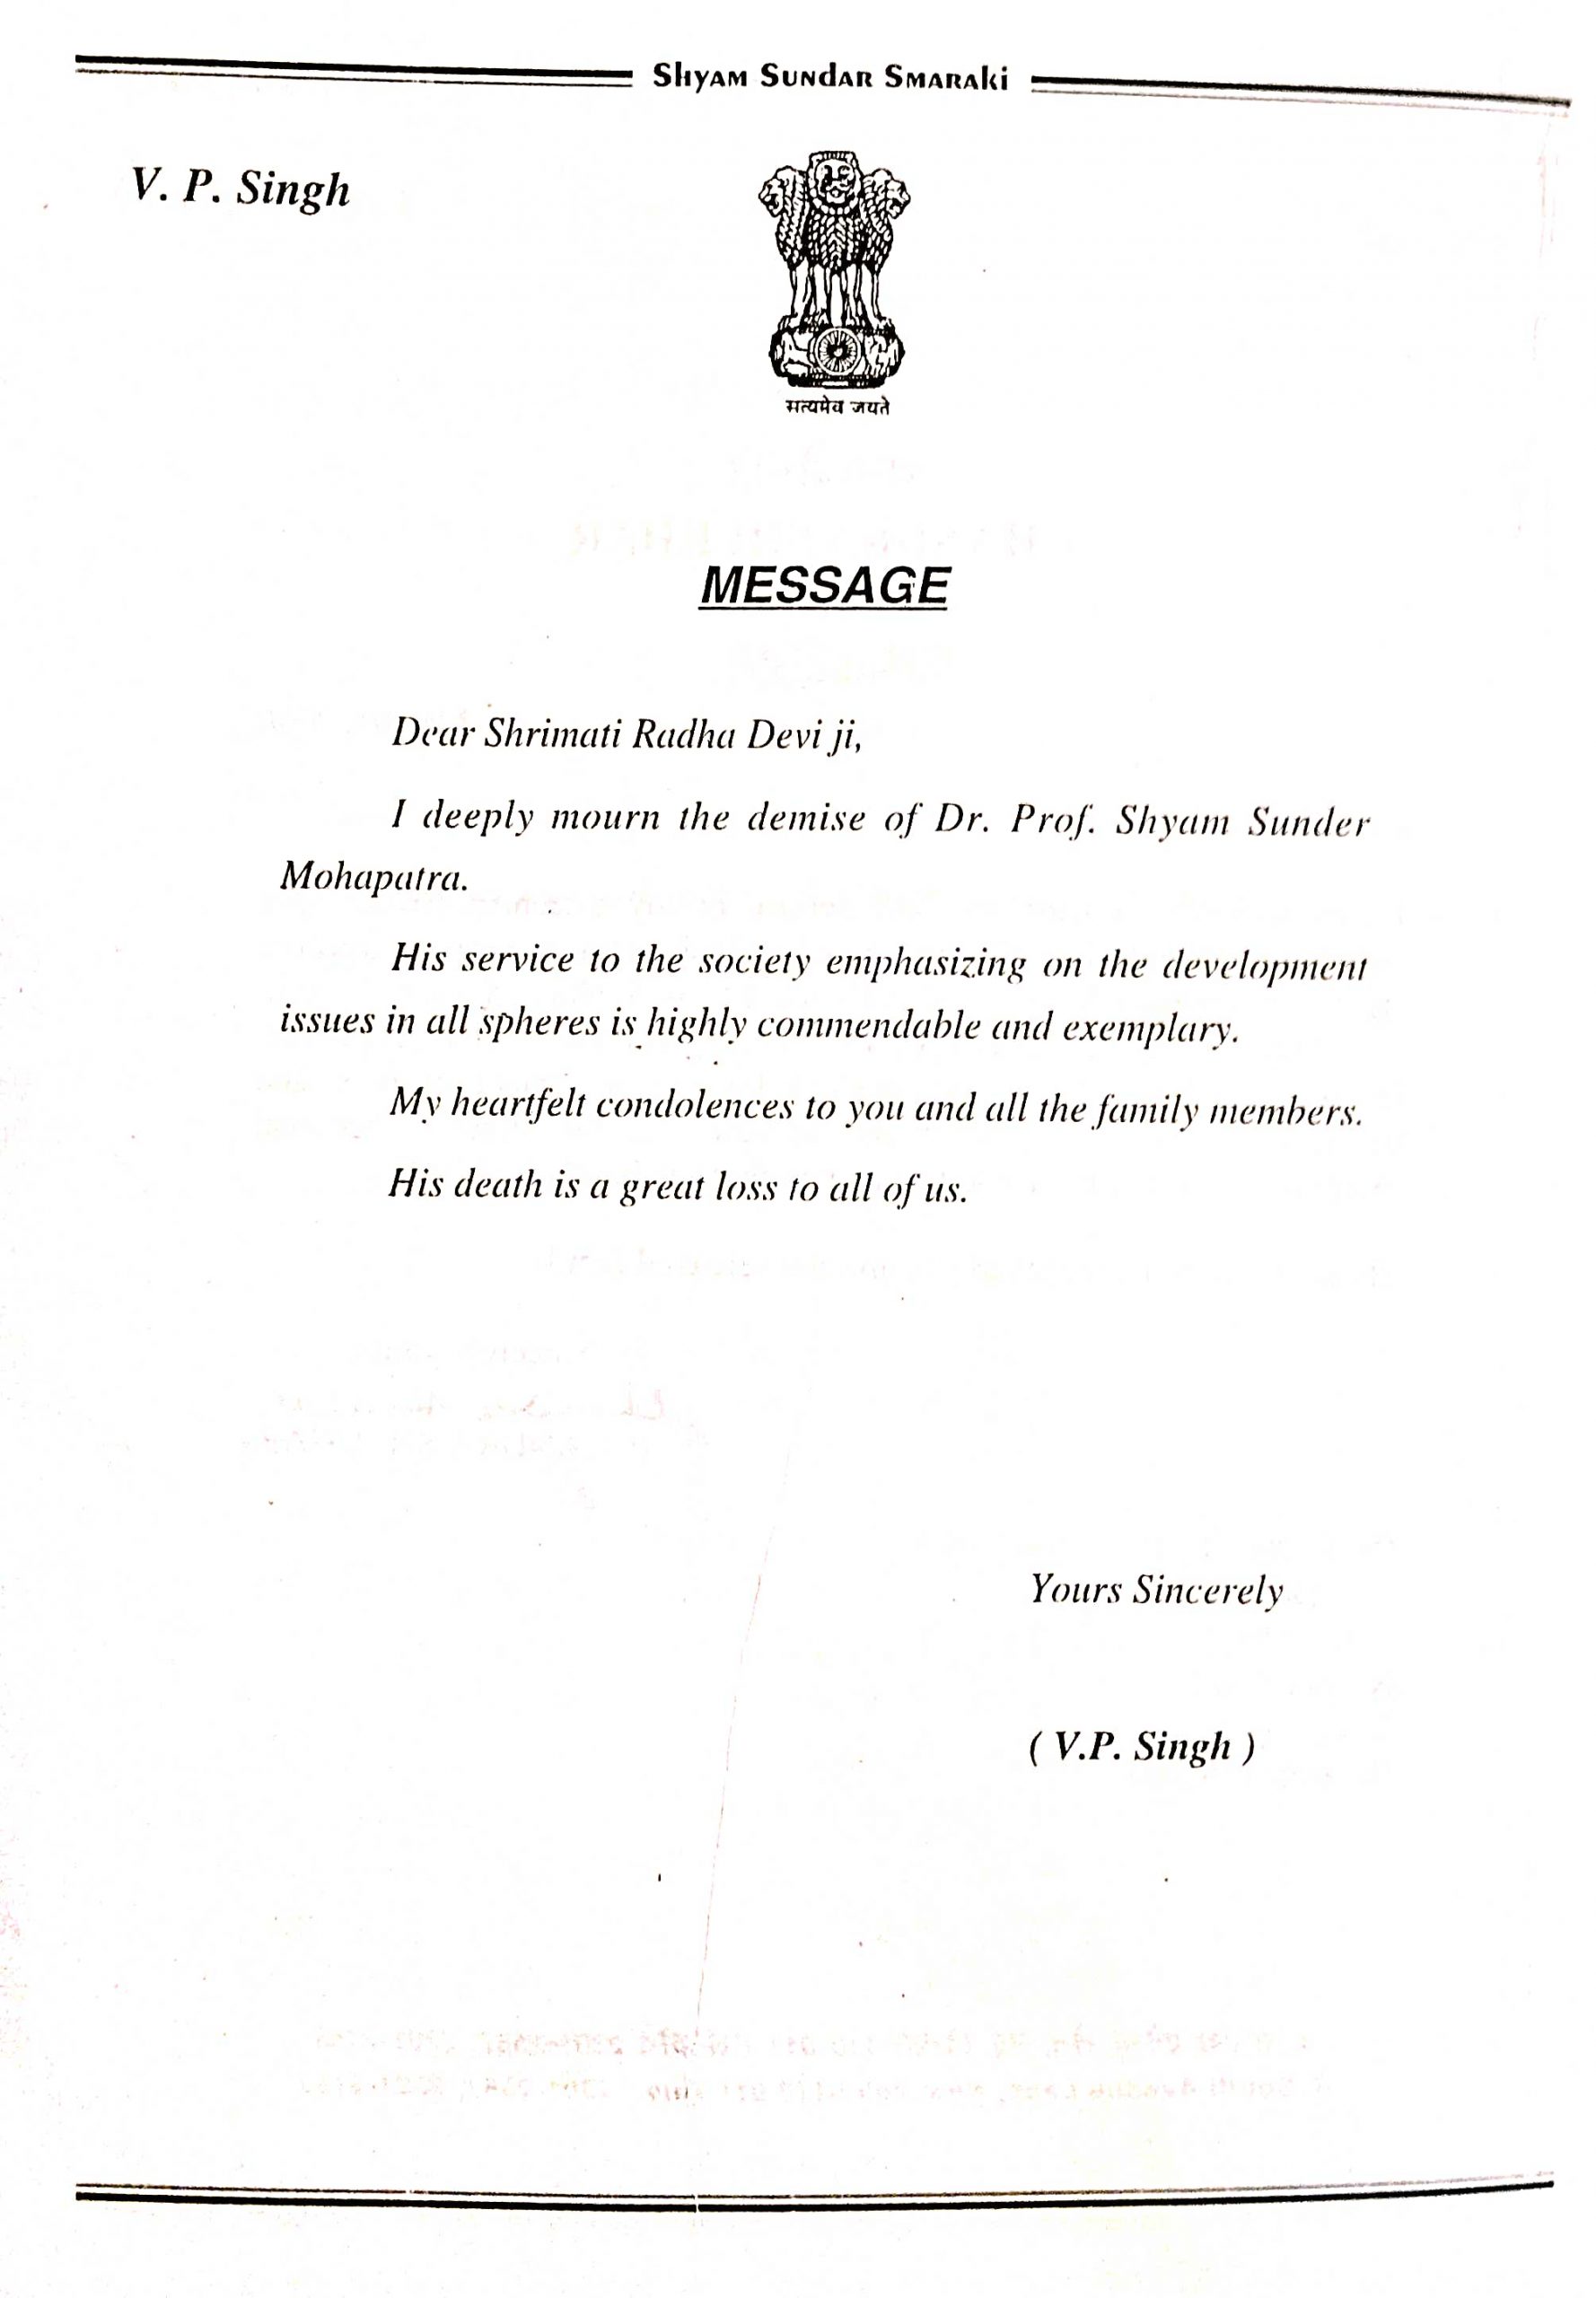 Shyam Sundar Smaraki
V. P. Singh
सत्यमेव जयते
MESSAGE
Dear Shrimati Radha Devi ji,
I deeply mourn the demise of Dr. Prof. Shyam Sunder
Mohapatra.
His service to the society emphasizing on the development
issues in all spheres is highly commendable and exemplary.
My heartfelt condolences to you and all the family members.
His death is a great loss to all of us.
Yours Sincerely
( V.P. Singh )